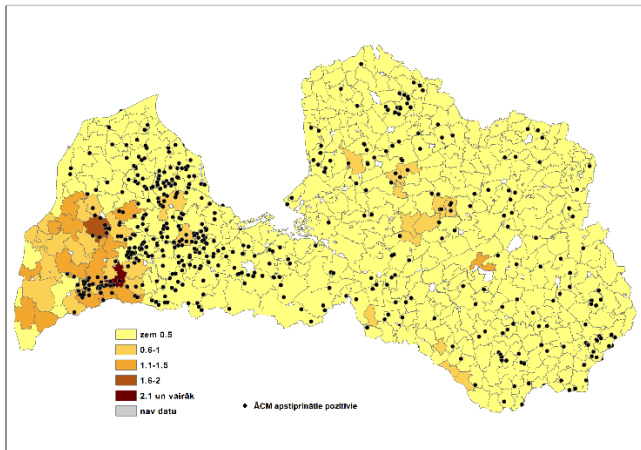 zem 0.5
0.6-1
1.1-1.5
1.6-2
2.1 un vairāk
nav datu
ĀCM apstiprinātie pozitīvie